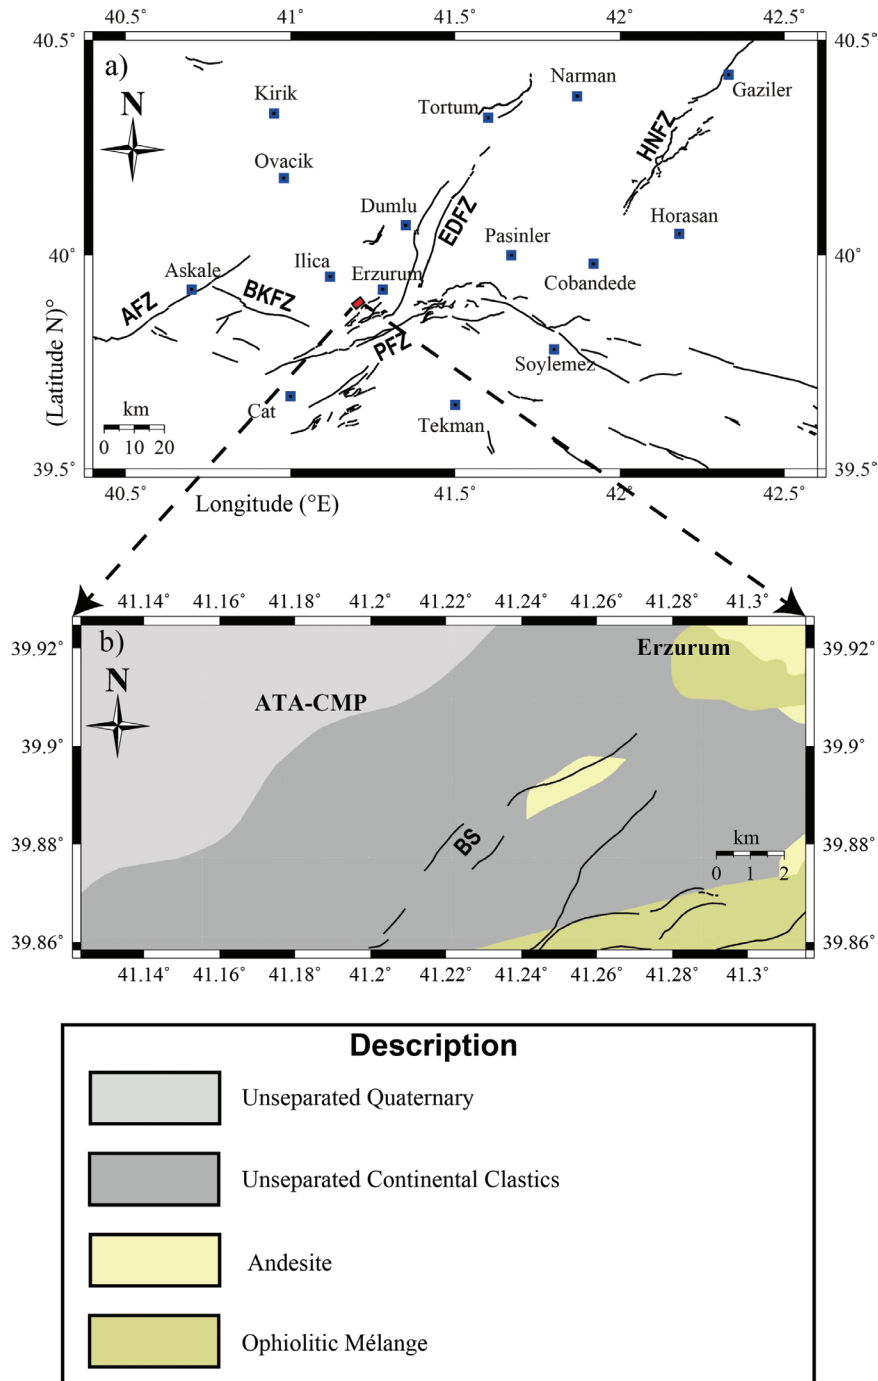 40.5° 41° 41.5° 42° 42.5°
40.5° 40.5°
a)
N
Kirik
Narman
Tortum
Gaziler
HNFZ
Ovacik
Dumlu
EDFZ
Horasan
Pasinler
40° 40°
Askale
Ilica
Erzurum
Cobandede
AFZ
BKFZ
PFZ
Soylemez
(Latitude N)°
Cat
Tekman
km
0 10 20
39.5° 39.5°
40.5° 41° 41.5° 42° 42.5°
Longitude (°E)
41.14° 41.16° 41.18° 41.2° 41.22° 41.24° 41.26° 41.28° 41.3°
b)
39.92° 39.92°
Erzurum
N
ATA-CMP
39.9° 39.9°
BS
39.88° 39.88°
km
0 1 2
39.86° 39.86°
41.14° 41.16° 41.18° 41.2° 41.22° 41.24° 41.26° 41.28° 41.3°
Description
Unseparated Quaternary
Unseparated Continental Clastics
Andesite
Ophiolitic Mélange